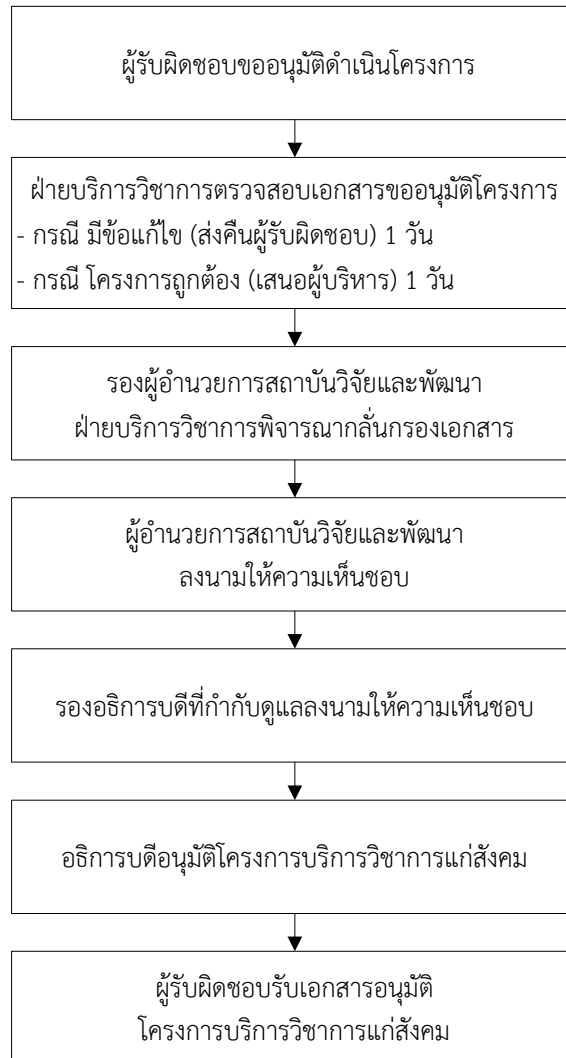 ผู้รับผิดชอบขออนุมัติดำเนินโครงการ
ฝ่ายบริการวิชาการตรวจสอบเอกสารขออนุมัติโครงการ
- กรณี มีข้อแก้ไข (ส่งคืนผู้รับผิดชอบ) 1 วัน
- กรณี โครงการถูกต้อง (เสนอผู้บริหาร) 1 วัน
รองผู้อำนวยการสถาบันวิจัยและพัฒนา
ฝ่ายบริการวิชาการพิจารณากลั่นกรองเอกสาร
ผู้อำนวยการสถาบันวิจัยและพัฒนา
ลงนามให้ความเห็นชอบ
รองอธิการบดีที่กำกับดูแลลงนามให้ความเห็นชอบ
อธิการบดีอนุมัติโครงการบริการวิชาการแก่สังคม
ผู้รับผิดชอบรับเอกสารอนุมัติ
โครงการบริการวิชาการแก่สังคม